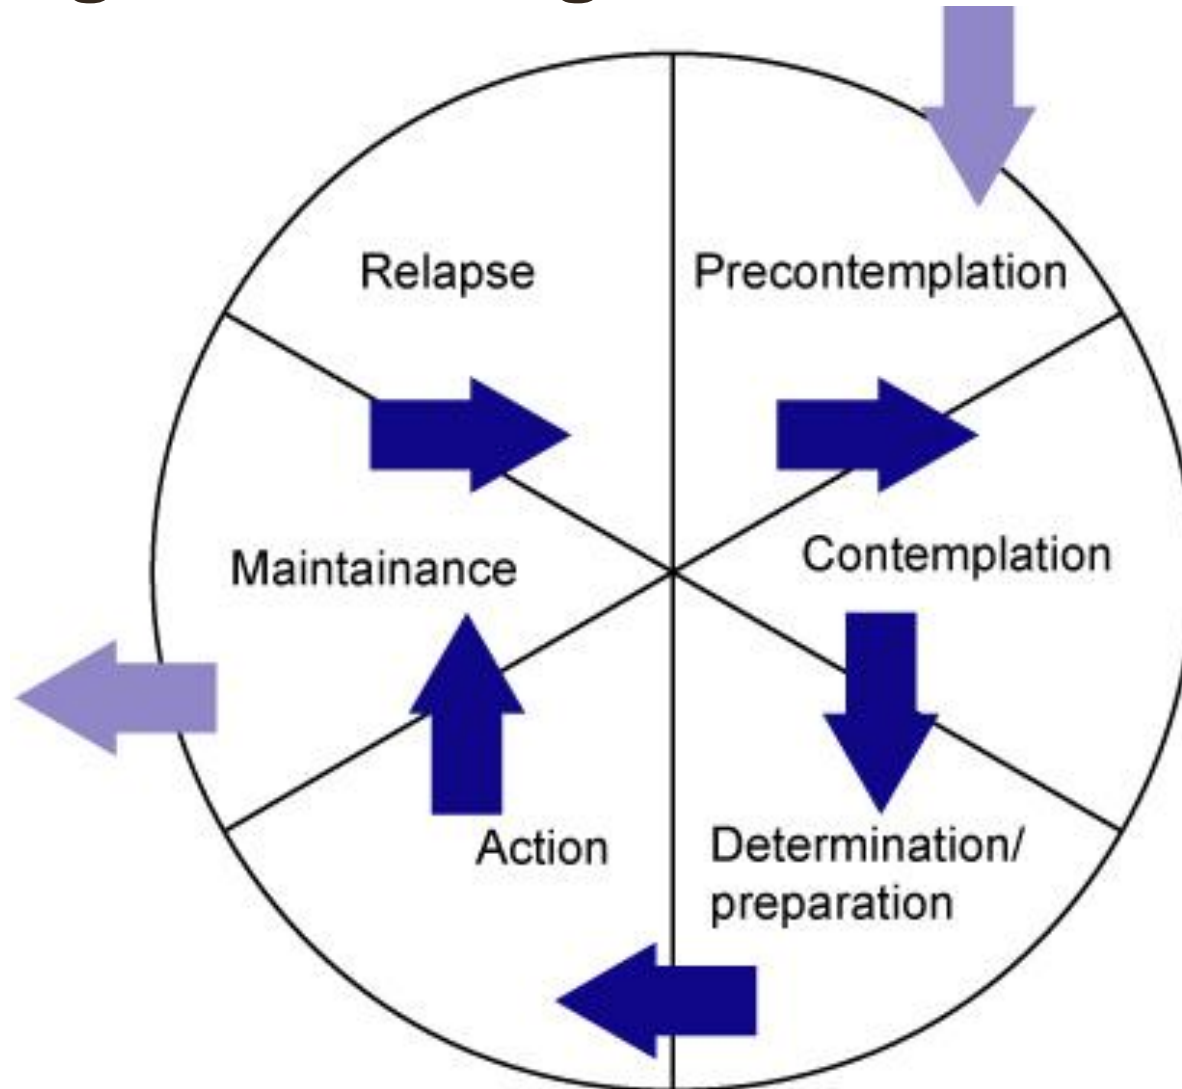 Relapse
Precontemplation
Maintainance
Contemplation
Action
Determination/
preparation